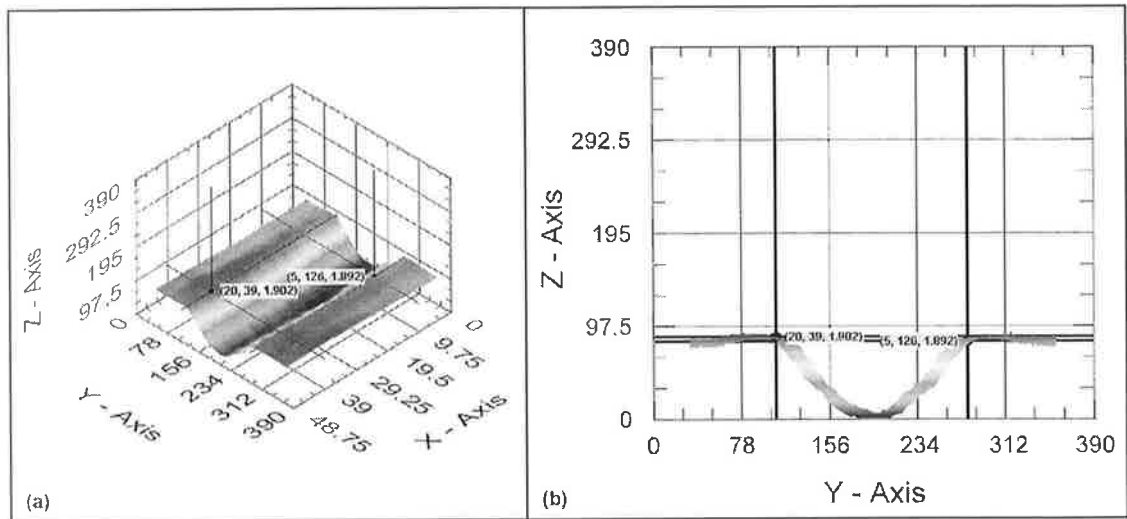 390
292.5
195
97.5
Z - Axis
0
78
156
234
312
390
Y - Axis
0
9.75
19.5
29.25
39
48.75
X - Axis
(5, 126, 1.892)
(20, 39, 1.902)
(a)
390
292.5
195
97.5
0
Z - Axis
(20, 39, 1.902)
(5, 126, 1.892)
0
78
156
234
312
390
Y - Axis
(b)